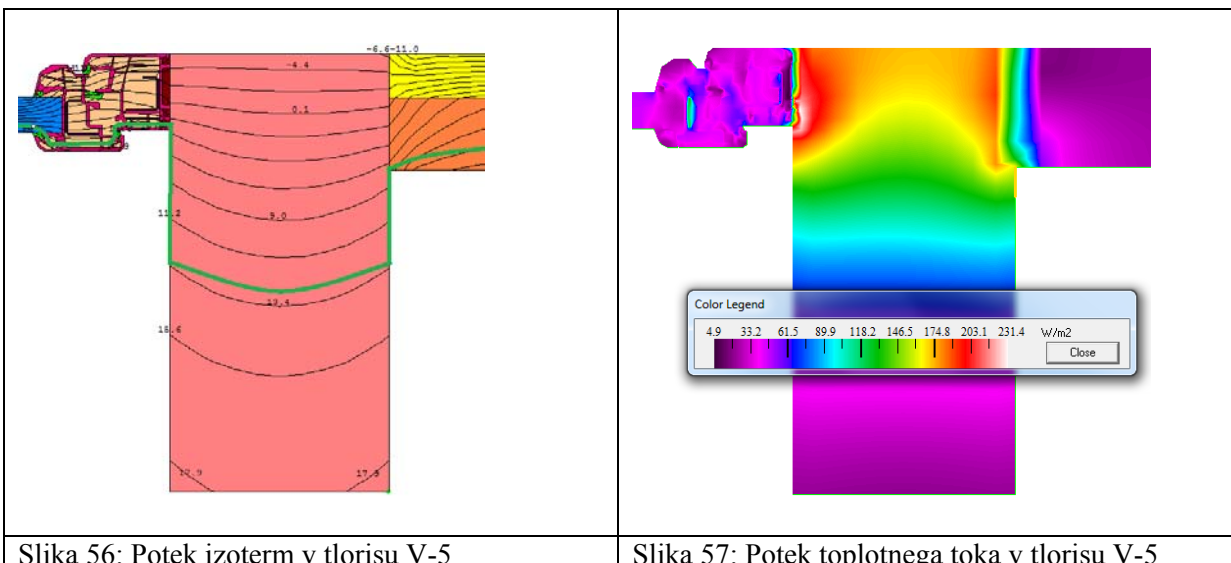 -6.6-11.0
-4.4
0.1
11.2
9.0
13.4
15.6
17.9
17.9
Color Legend
4.9 33.2 61.5 89.9 118.2 146.5 174.8 203.1 231.4 W/m2
Close
Slika 56: Potek izoterm v tlorisu V-5
Slika 57: Potek toplotnega toka v tlorisu V-5